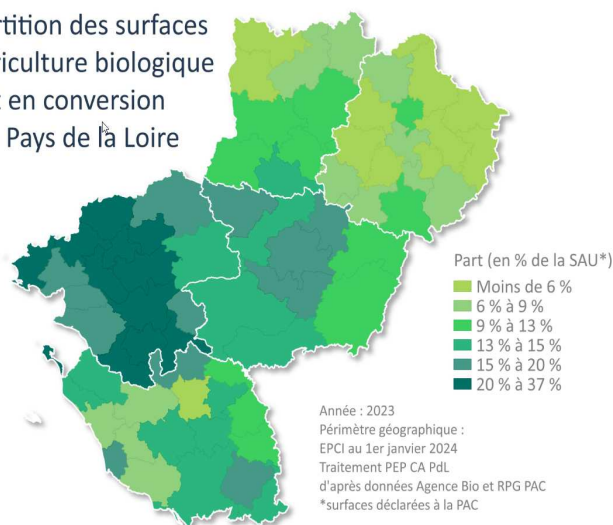 tition des surfaces
riculture biologique
t en conversion
Pays de la Loire
Part (en % de la SAU*)
Moins de 6 %
6 % à 9 %
9 % à 13 %
13 % à 15 %
15 % à 20 %
20 % à 37 %
Année : 2023
Périmètre géographique :
EPCI au 1er janvier 2024
Traitement PEP CA PdL
d'après données Agence Bio et RPG PAC
*surfaces déclarées à la PAC